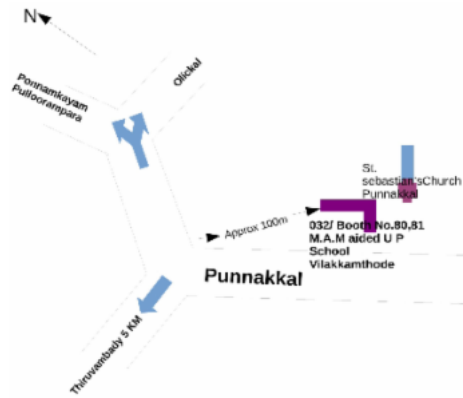 N
Ponnamkayam
Pulloorampara
Olickal
St.
sebastian'sChurch
Punnakkal
Approx 100m
032/ Booth No.80,81
M.A.M aided U P
School
Vilakkamthode
Punnakkal
Thiruvambady 5 KM